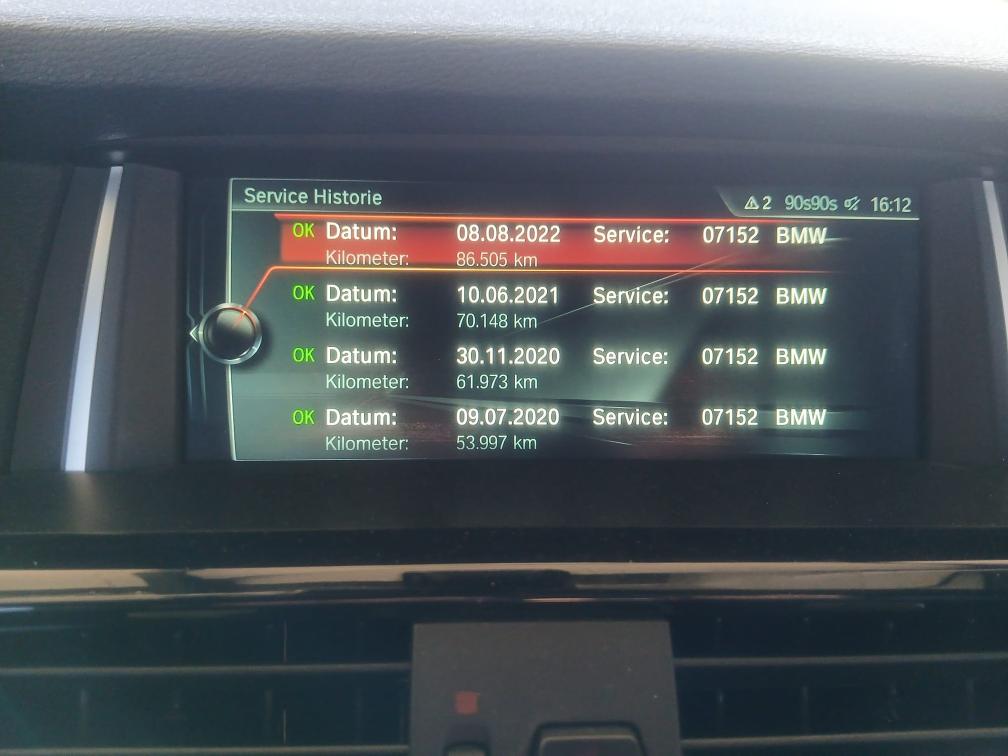 Service Historie
2 90s90s 16:12
OK Datum: 08.08.2022 Service: 07152 BMW
Kilometer: 86.505 km
OK Datum: 10.06.2021 Service: 07152 BMW
Kilometer: 70.148 km
OK Datum: 30.11.2020 Service: 07152 BMW
Kilometer: 61.973 km
OK Datum: 09.07.2020 Service: 07152 BMW
Kilometer: 53.997 km